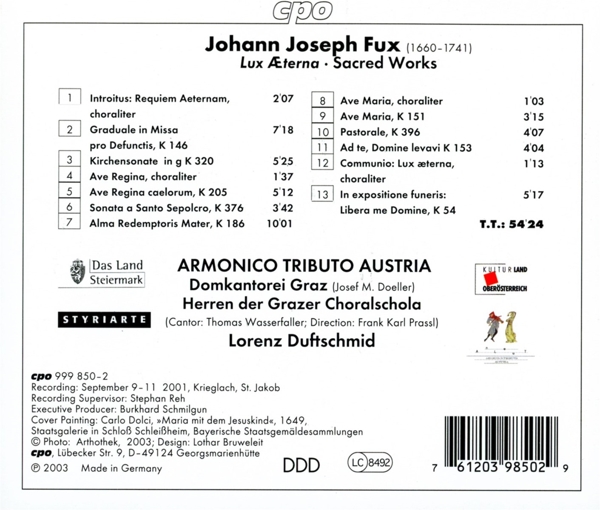 cpo
Johann Joseph Fux (1660–1741)
Lux Æterna · Sacred Works
1 Introitus: Requiem Aeternam, 2'07
choraliter
2 Graduale in Missa 7'18
pro Defunctis, K 146
3 Kirchensonate in g K 320 5'25
4 Ave Regina, choraliter 1'37
5 Ave Regina caelorum, K 205 5'12
6 Sonata a Santo Sepolcro, K 376 3'42
7 Alma Redemptoris Mater, K 186 10'01
8 Ave Maria, choraliter 1'03
9 Ave Maria, K 151 3'15
10 Pastorale, K 396 4'07
11 Ad te, Domine levavi K 153 4'04
12 Communio: Lux æterna, 1'13
choraliter
13 In expositione funeris: 5'17
Libera me Domine, K 54
T.T.: 54'24
Das Land
Steiermark
STYRIARTE
ARMONICO TRIBUTO AUSTRIA
Domkantorei Graz (Josef M. Doeller)
Herren der Grazer Choralschola
(Cantor: Thomas Wasserfaller; Direction: Frank Karl Prassl)
Lorenz Duftschmid
KULTURLAND
OBERÖSTERREICH
cpo 999 850-2
Recording: September 9–11 2001, Krieglach, St. Jakob
Recording Supervisor: Stephan Reh
Executive Producer: Burkhard Schmilgun
Cover Painting: Carlo Dolci, »Maria mit dem Jesuskind«, 1649,
Staatsgalerie in Schloß Schleißheim, Bayerische Staatsgemäldesammlungen
© Photo: Arthothek, 2003; Design: Lothar Bruweleit
cpo, Lübecker Str. 9, D–49124 Georgsmarienhütte
℗ 2003 Made in Germany
DDD
LC 8492
7 61203 98502 9